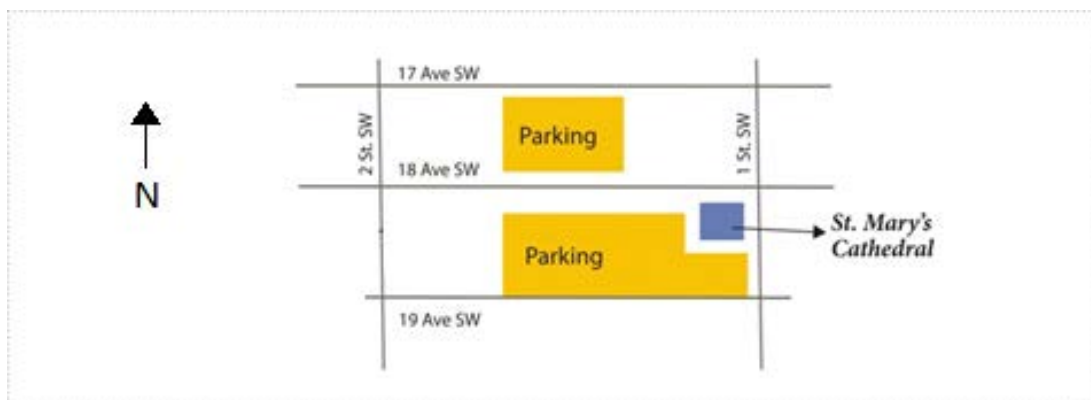 17 Ave SW
2 St. SW
1 St. SW
Parking
18 Ave SW
N
St. Mary's
Cathedral
Parking
19 Ave SW